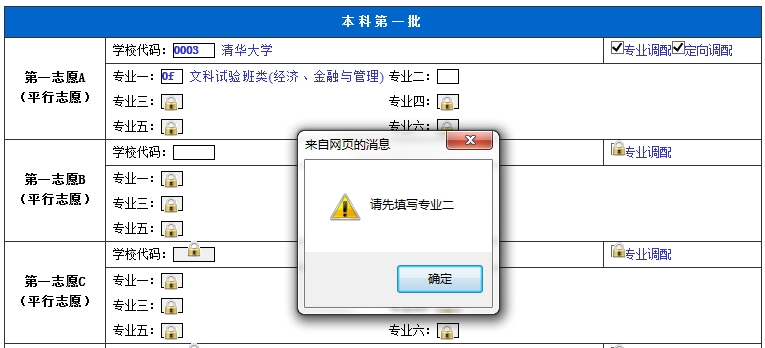 本科第一批
第一志愿A
（平行志愿）
学校代码：0003 清华大学
专业调配 定向调配
专业一：0f 文科试验班类(经济、金融与管理) 专业二：
专业三： 专业四：
专业五： 专业六：
第一志愿B
（平行志愿）
学校代码：
专业调配
专业一：
专业三：
专业五：
来自网页的消息
请先填写专业二
确定
第一志愿C
（平行志愿）
学校代码：
专业调配
专业一：
专业三：
专业五： 专业六：